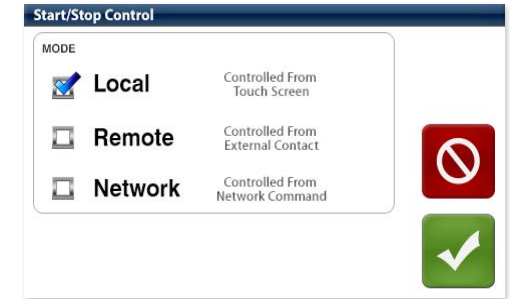 Start/Stop Control
MODE
Local
Controlled From
Touch Screen
Remote
Controlled From
External Contact
Network
Controlled From
Network Command